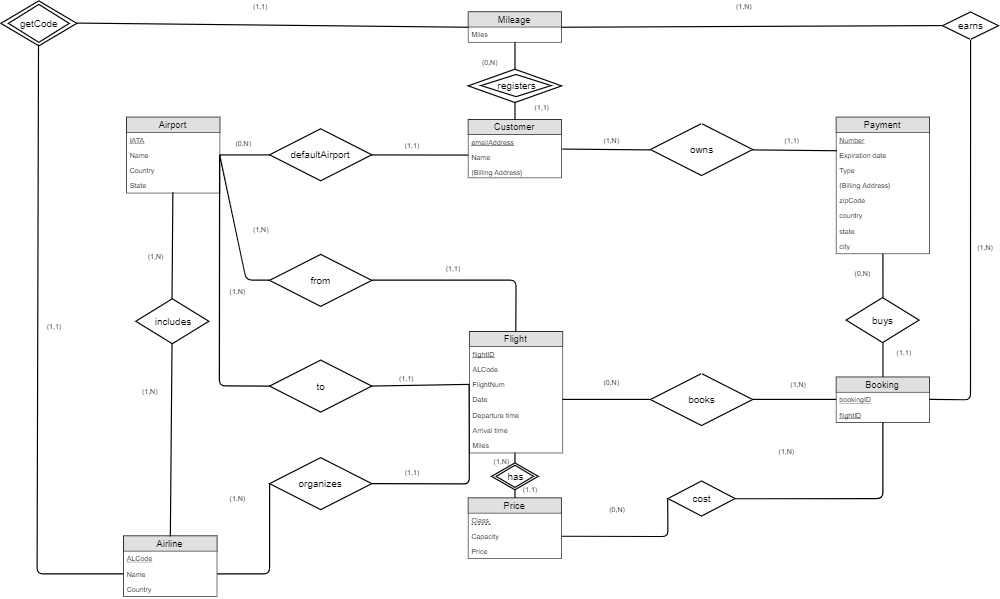 (1,1)
(1,N)
getCode
Mileage
Miles
earns
(0,N)
registers
(1,1)
Airport
IATA
Name
Country
State
(0,N)
defaultAirport
(1,1)
Customer
emailAddress
Name
{Billing Address}
(1,N)
owns
(1,1)
Payment
Number
Expiration date
Type
{Billing Address}
zipCode
country
state
city
(1,N)
(1,N)
(1,N)
from
(1,1)
(0,N)
(1,N)
(1,1)
includes
buys
(1,1)
(1,N)
to
(1,1)
Flight
flightID
ALCode
FlightNum
Date
Departure time
Arrival time
Miles
(0,N)
books
(1,N)
Booking
bookingID
flightID
(1,N)
(1,N)
organizes
(1,1)
(1,N)
has
(1,1)
Price
Class
Capacity
Price
(0,N)
cost
Airline
ALCode
Name
Country